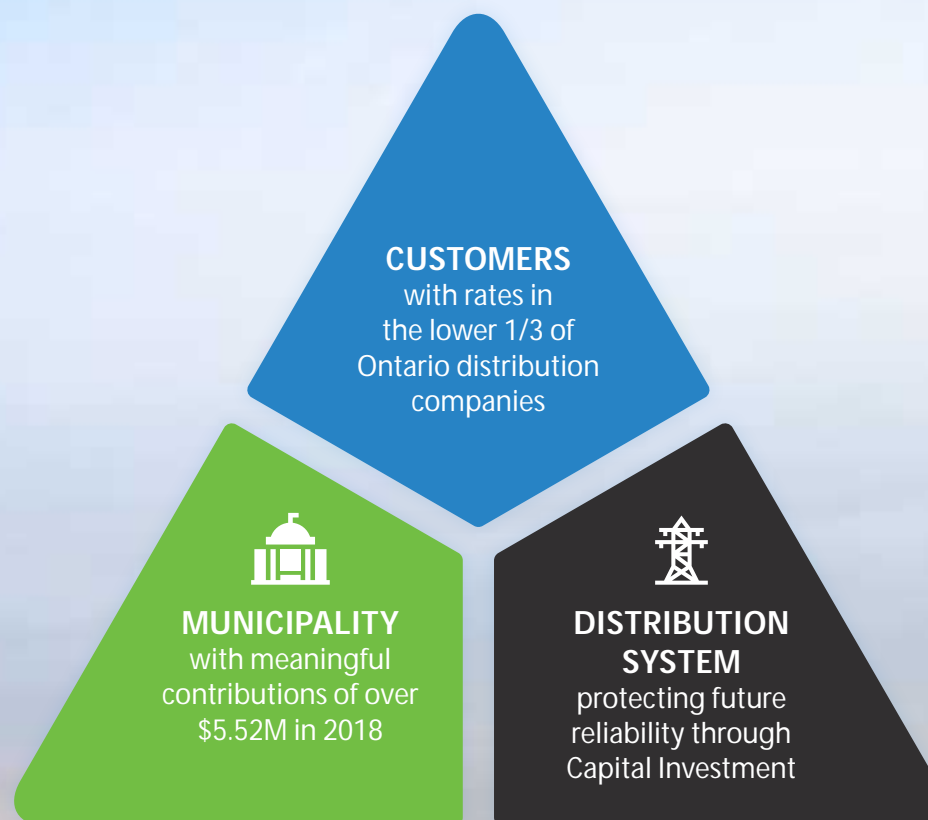 CUSTOMERS
with rates in
the lower 1/3 of
Ontario distribution
companies
MUNICIPALITY
with meaningful
contributions of over
$5.52M in 2018
DISTRIBUTION
SYSTEM
protecting future
reliability through
Capital Investment